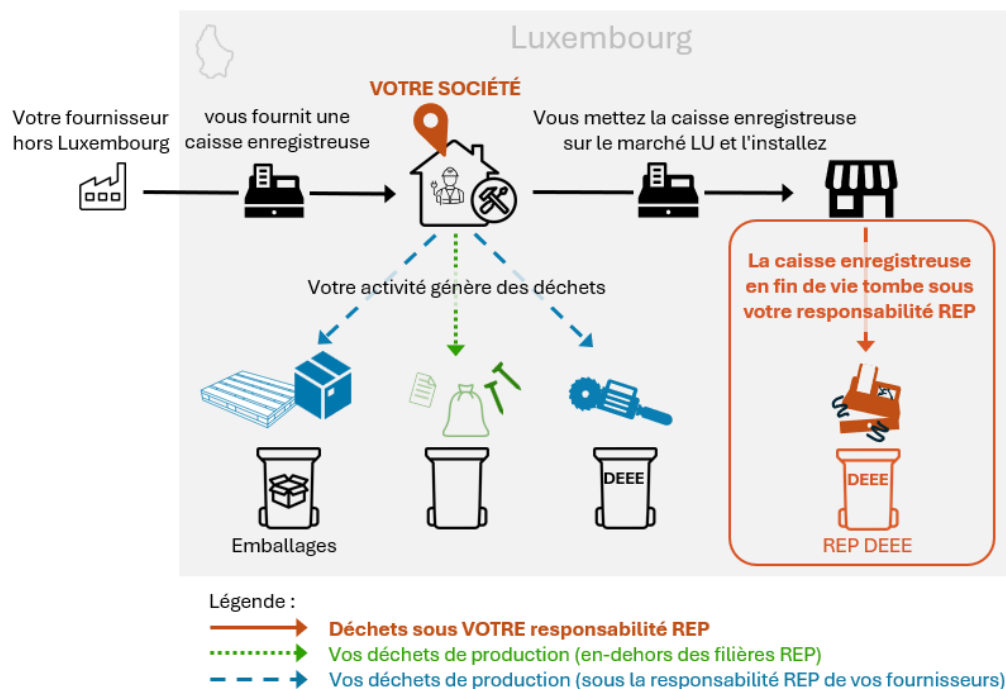 Luxembourg
VOTRE SOCIÉTÉ
Votre fournisseur
hors Luxembourg
vous fournit une
caisse enregistreuse
Vous mettez la caisse enregistreuse
sur le marché LU et l'installez
Votre activité génère des déchets
La caisse enregistreuse
en fin de vie tombe sous
votre responsabilité REP
Emballages
DEEE
DEEE
REP DEEE
Légende :
Déchets sous VOTRE responsabilité REP
Vos déchets de production (en-dehors des filières REP)
Vos déchets de production (sous la responsabilité REP de vos fournisseurs)